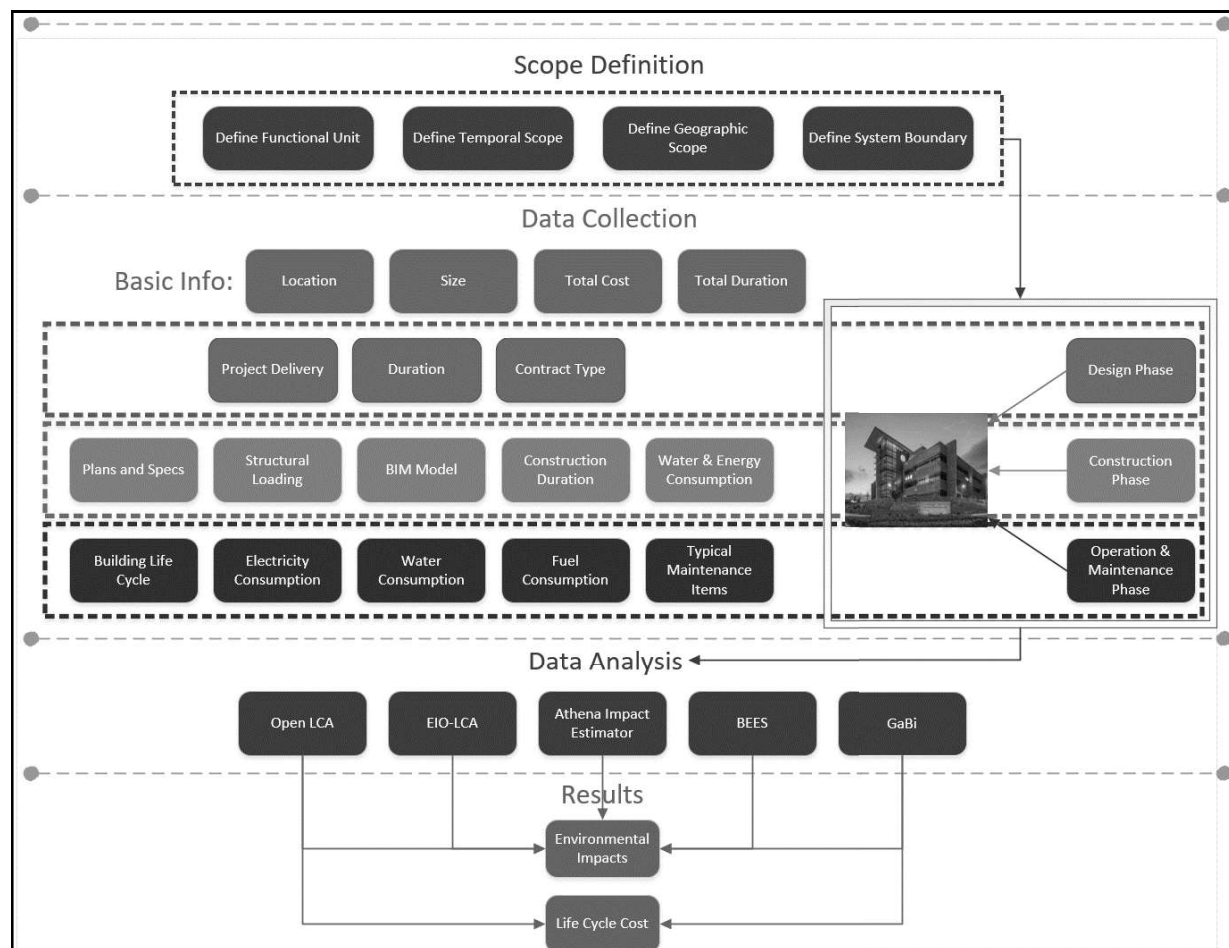 Scope Definition
Define Functional Unit
Define Temporal Scope
Define Geographic
Scope
Define System Boundary
Data Collection
Basic Info:
Location
Size
Total Cost
Total Duration
Project Delivery
Duration
Contract Type
Design Phase
Plans and Specs
Structural
Loading
BIM Model
Construction
Duration
Water & Energy
Consumption
Construction
Phase
Building Life
Cycle
Electricity
Consumption
Water
Consumption
Fuel
Consumption
Typical
Maintenance
Items
Operation &
Maintenance
Phase
Data Analysis
Open LCA
EIO-LCA
Athena Impact
Estimator
BEES
GaBi
Results
Environmental
Impacts
Life Cycle Cost